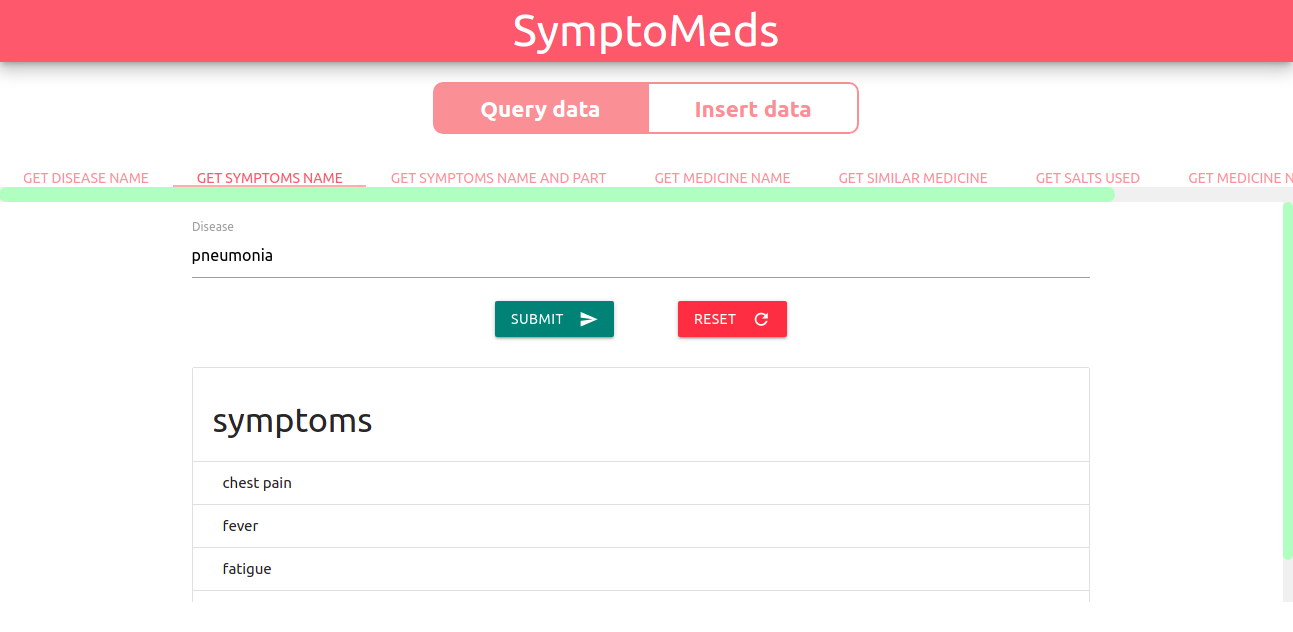 SymptoMeds
Query data Insert data
GET DISEASE NAME GET SYMPTOMS NAME GET SYMPTOMS NAME AND PART GET MEDICINE NAME GET SIMILAR MEDICINE GET SALTS USED GET MEDICINE N
Disease
pneumonia
SUBMIT RESET
symptoms
chest pain
fever
fatigue